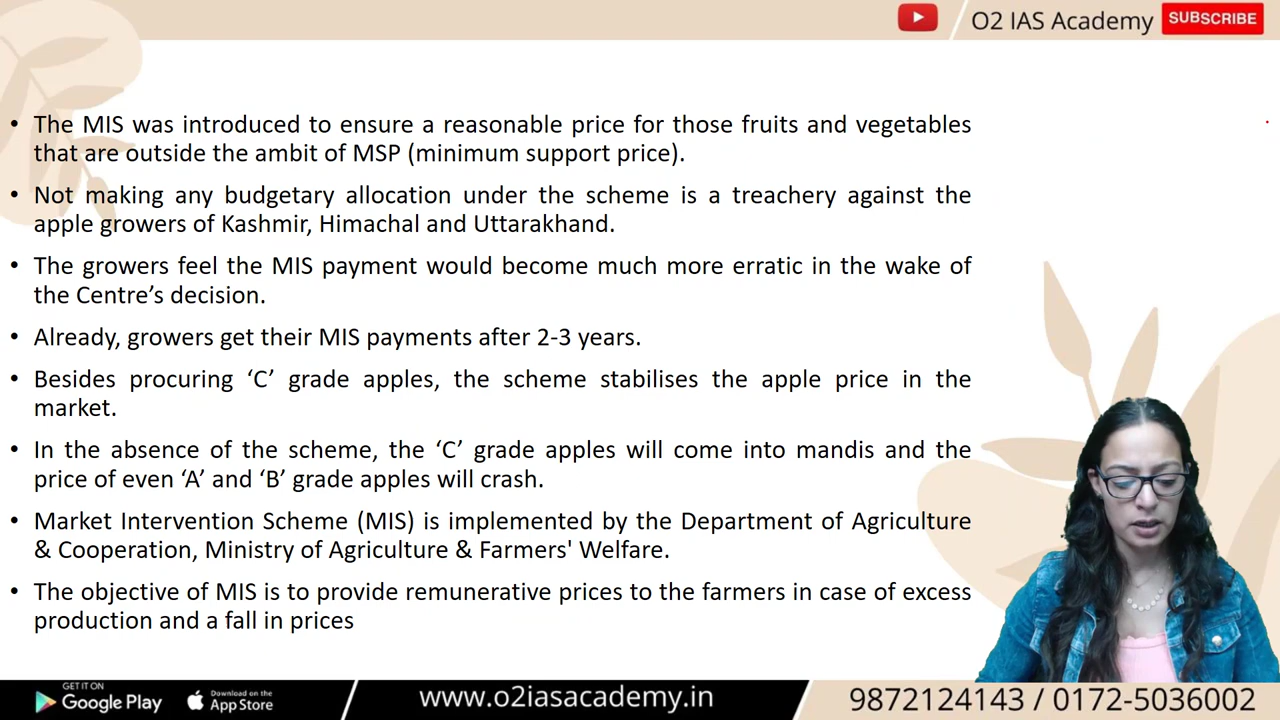 O2 IAS Academy SUBSCRIBE
• The MIS was introduced to ensure a reasonable price for those fruits and vegetables
that are outside the ambit of MSP (minimum support price).
• Not making any budgetary allocation under the scheme is a treachery against the
apple growers of Kashmir, Himachal and Uttarakhand.
• The growers feel the MIS payment would become much more erratic in the wake of
the Centre’s decision.
• Already, growers get their MIS payments after 2-3 years.
• Besides procuring ‘C’ grade apples, the scheme stabilises the apple price in the
market.
• In the absence of the scheme, the ‘C’ grade apples will come into mandis and the
price of even ‘A’ and ‘B’ grade apples will crash.
• Market Intervention Scheme (MIS) is implemented by the Department of Agriculture
& Cooperation, Ministry of Agriculture & Farmers' Welfare.
• The objective of MIS is to provide remunerative prices to the farmers in case of excess
production and a fall in prices
GET IT ON
Google Play
Download on the
App Store
www.o2iasacademy.in
9872124143 / 0172-5036002